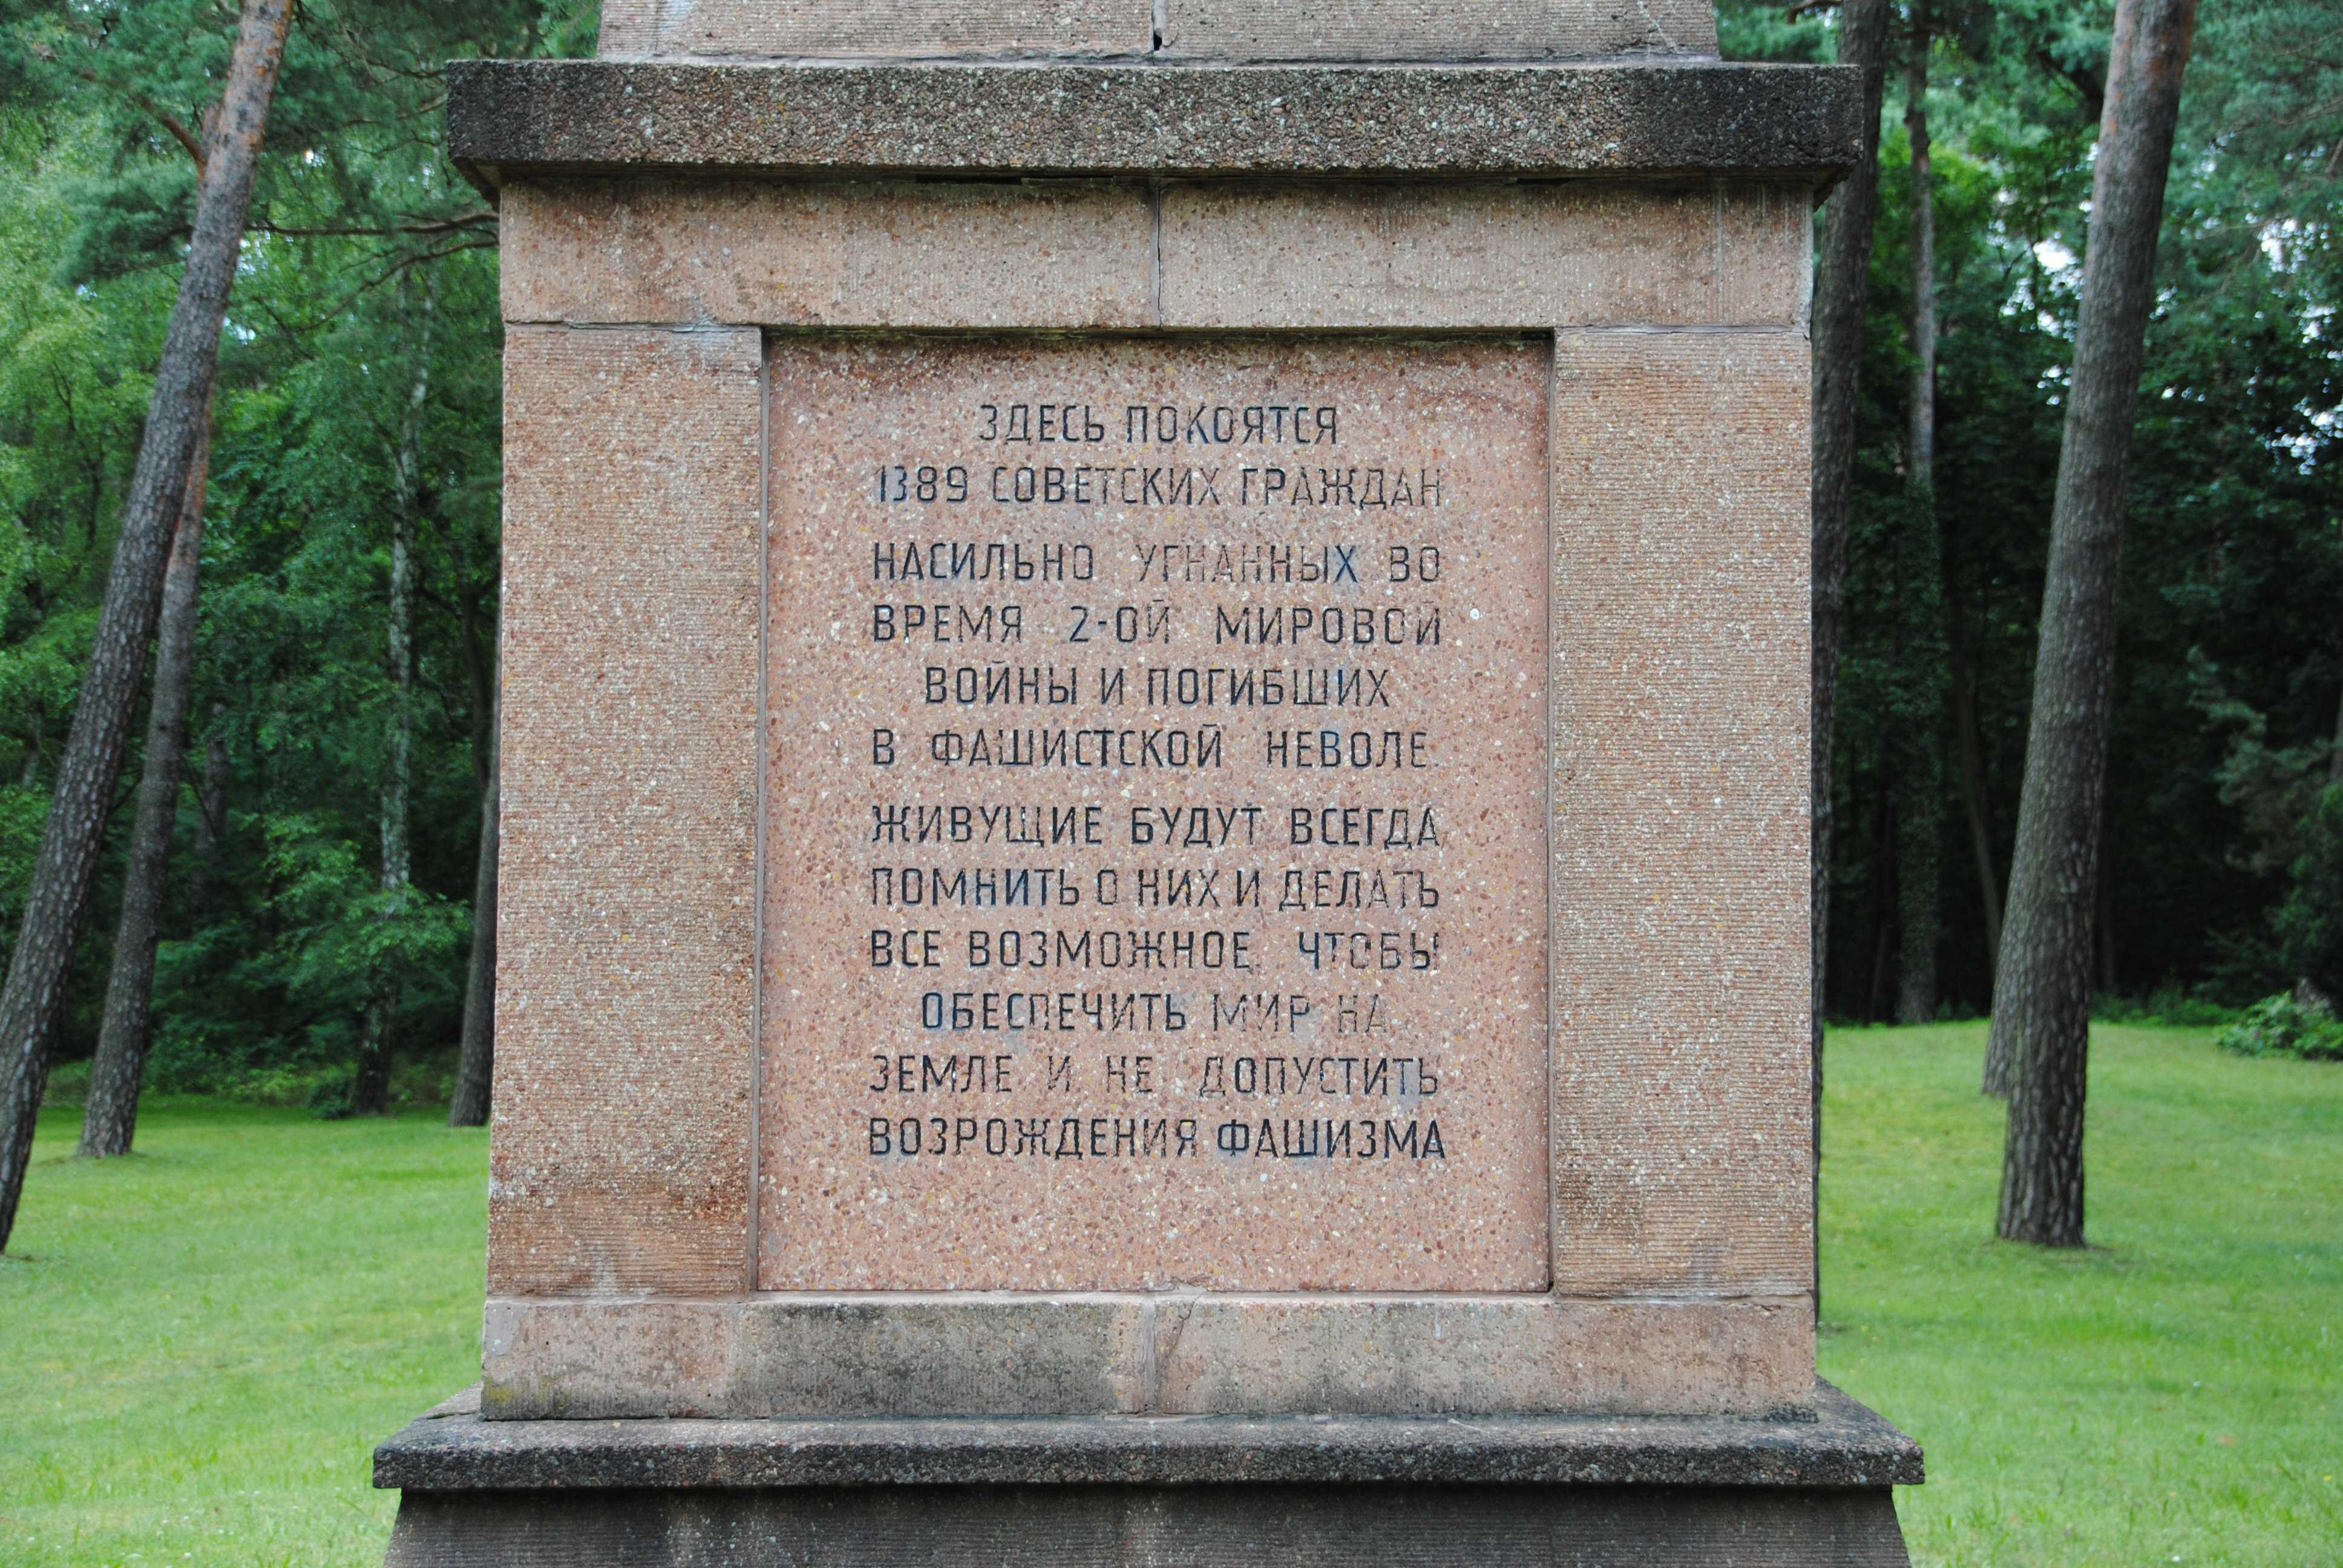 ЗДЕСЬ ПОКОЯТСЯ
1389 СОВЕТСКИХ ГРАЖДАН
НАСИЛЬНО УГНАННЫХ ВО
ВРЕМЯ 2-ОЙ МИРОВОЙ
ВОЙНЫ И ПОГИБШИХ
В ФАШИСТСКОЙ НЕВОЛЕ.
ЖИВУЩИЕ БУДУТ ВСЕГДА
ПОМНИТЬ О НИХ И ДЕЛАТЬ
ВСЕ ВОЗМОЖНОЕ, ЧТОБЫ
ОБЕСПЕЧИТЬ МИР НА
ЗЕМЛЕ И НЕ ДОПУСТИТЬ
ВОЗРОЖДЕНИЯ ФАШИЗМА